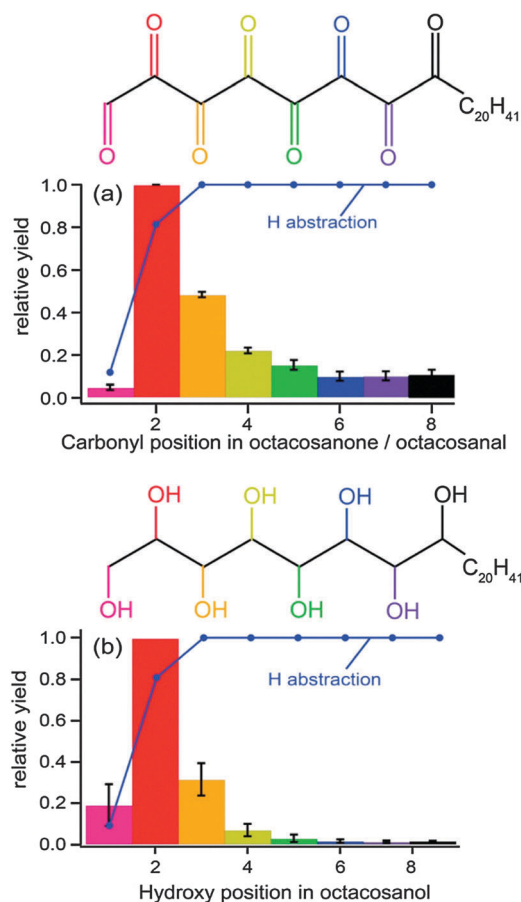 O O O O
O O O O
C20H41
(a)
1.0
0.8
0.6
0.4
0.2
0.0
relative yield
H abstraction
2 4 6 8
Carbonyl position in octacosanone / octacosanal
OH OH OH OH
OH OH OH OH
C20H41
(b)
1.0
0.8
0.6
0.4
0.2
0.0
relative yield
H abstraction
2 4 6 8
Hydroxy position in octacosanol